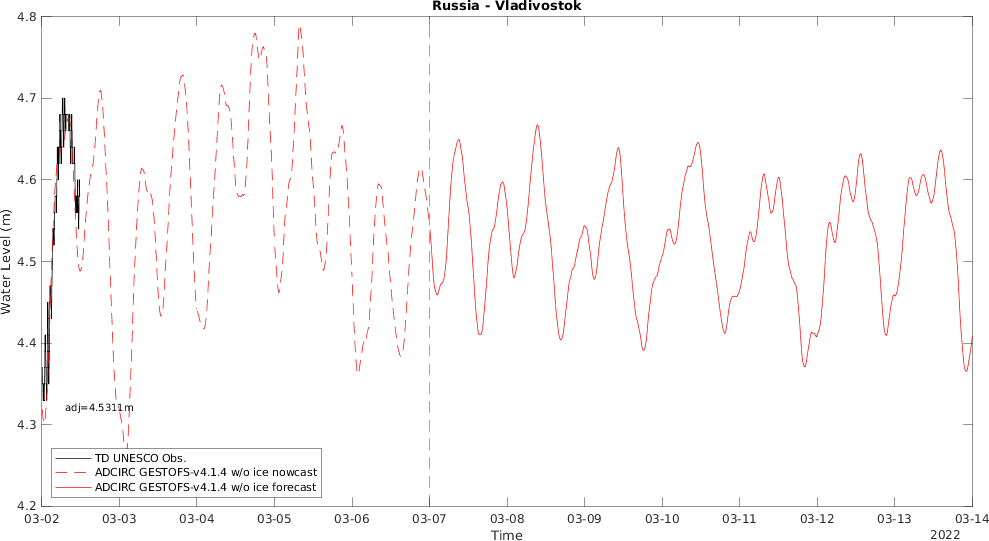 Russia - Vladivostok
4.8
4.7
4.6
4.5
4.4
4.3
4.2
Water Level (m)
adj=4.5311m
TD UNESCO Obs.
ADCIRC GESTOFS-v4.1.4 w/o ice nowcast
ADCIRC GESTOFS-v4.1.4 w/o ice forecast
03-02 03-03 03-04 03-05 03-06 03-07 03-08 03-09 03-10 03-11 03-12 03-13 03-14
Time
2022